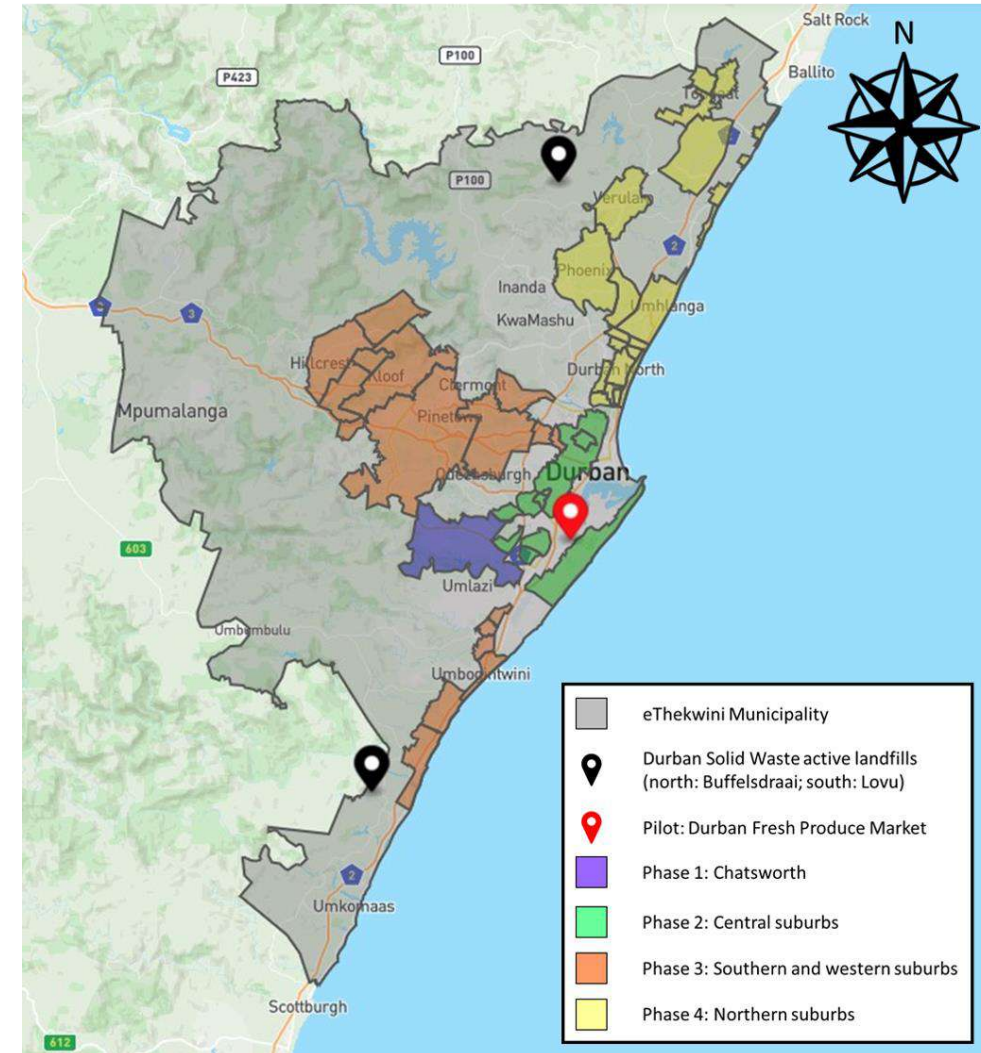 Salt Rock
N
P100
Ballito
P423
Tongaat
P100
Verulam
2
Phoenix
Inanda
Umhlanga
3
KwaMashu
Hillcrest
Durban North
Kloof
Clermont
Mpumalanga
Pinetown
Queensburgh
Durban
603
Umlazi
Umbumbulu
Umbogintwini
eThekwini Municipality
Durban Solid Waste active landfills
(north: Buffelsdraai; south: Lovu)
Pilot: Durban Fresh Produce Market
Phase 1: Chatsworth
2
Umkomaas
Phase 2: Central suburbs
Phase 3: Southern and western suburbs
Scottburgh
Phase 4: Northern suburbs
612